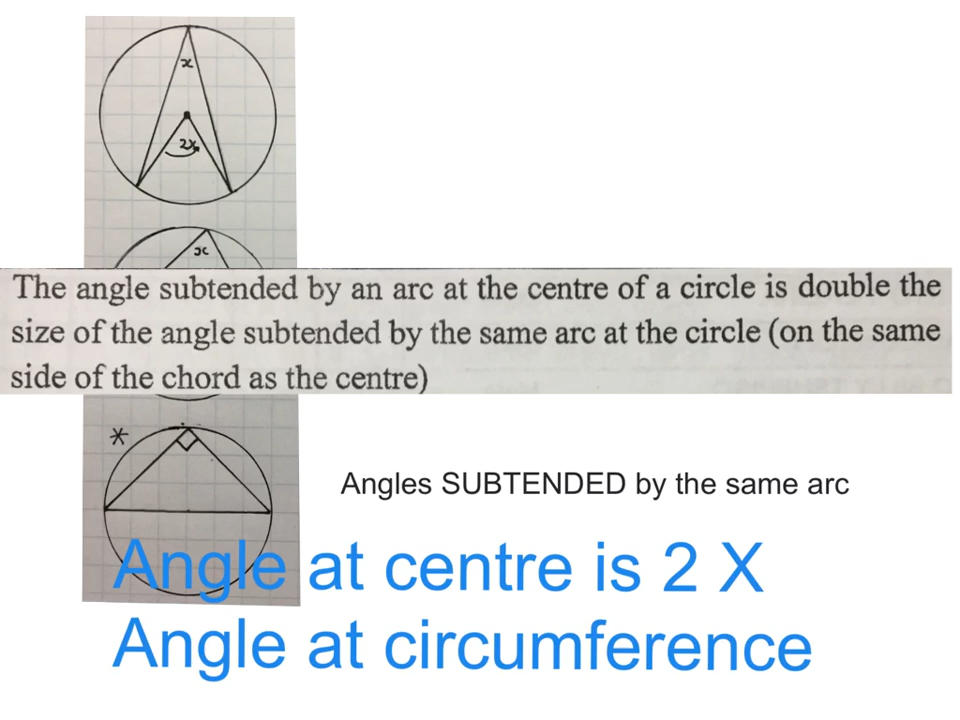 x
2x
x
The angle subtended by an arc at the centre of a circle is double the
size of the angle subtended by the same arc at the circle (on the same
side of the chord as the centre)
*
Angles SUBTENDED by the same arc
Angle at centre is 2 X
Angle at circumference